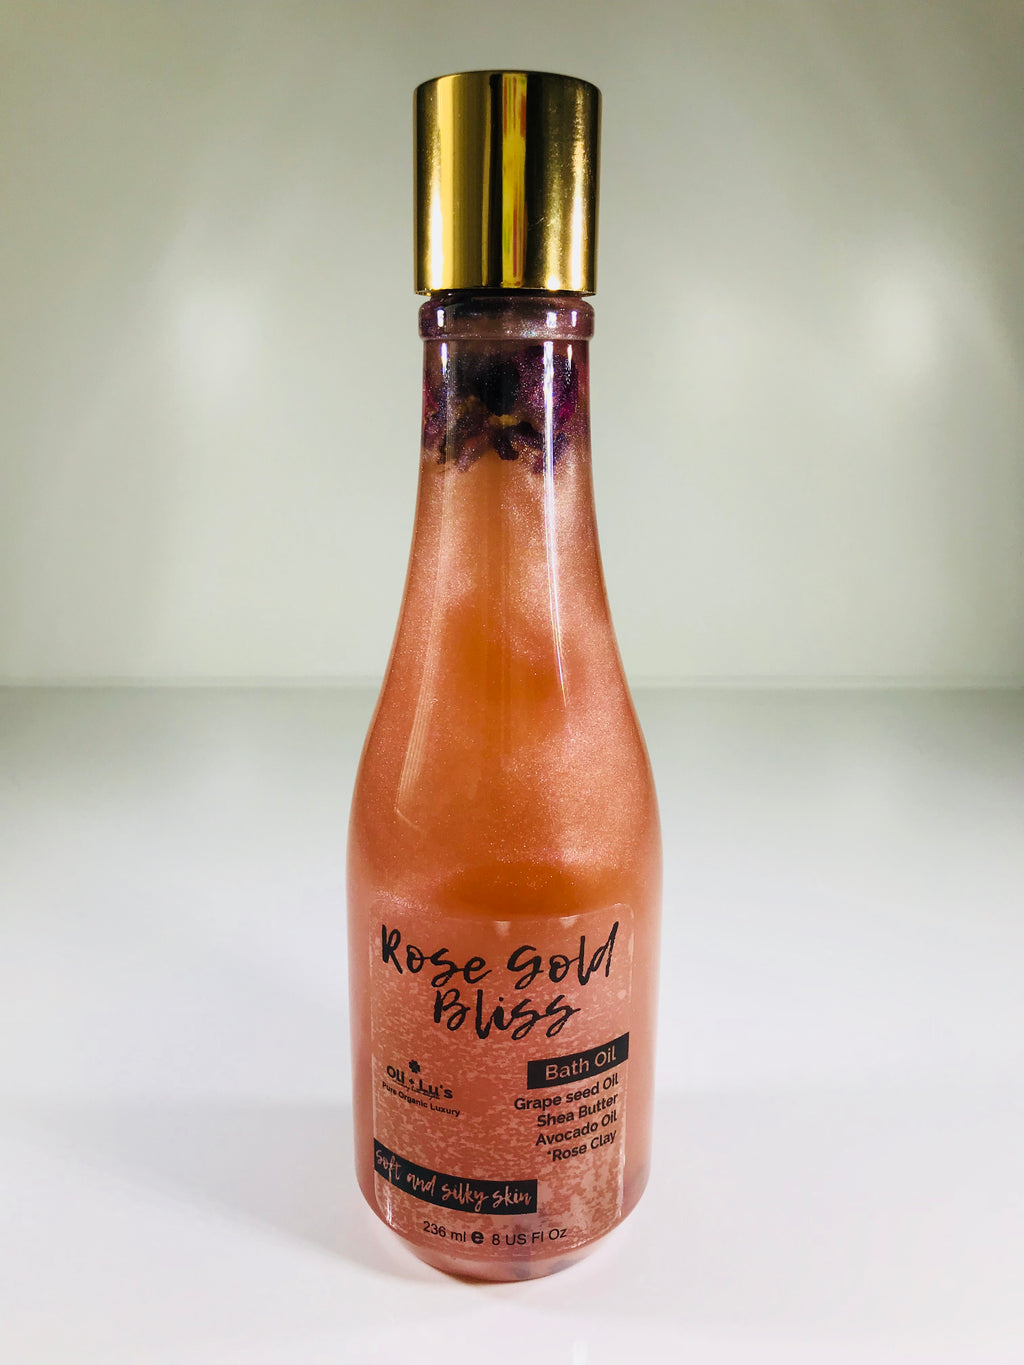 Rose Gold
Bliss
Bath Oil
Grape seed Oil
Shea Butter
Avocado Oil
*Rose Clay
Oli + Lu's
Pure Organic Luxury
soft and silky skin
236 ml e 8 US Fl Oz